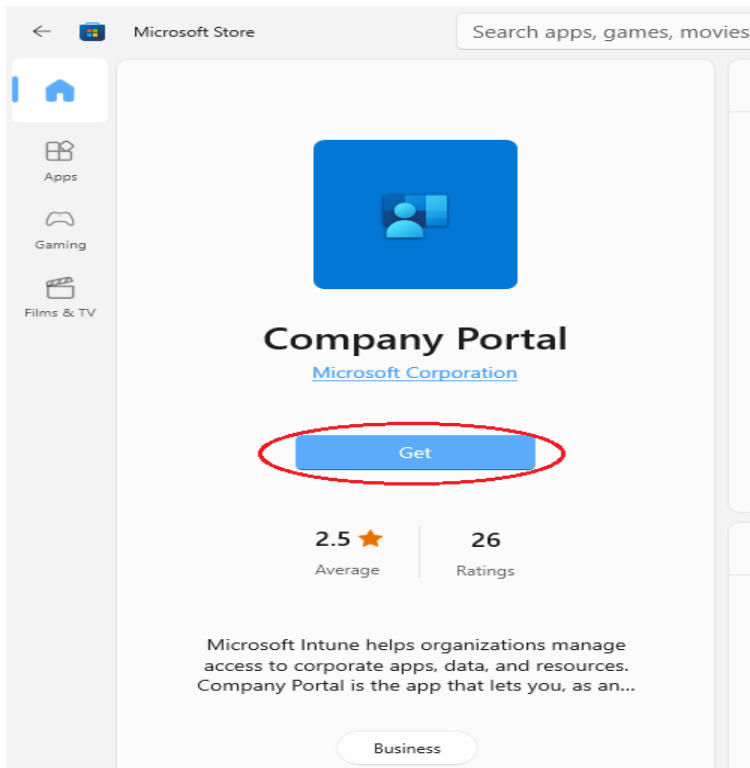 Microsoft Store
Search apps, games, movies
Apps
Gaming
Films & TV
Company Portal
Microsoft Corporation
Get
2.5
26
Average
Ratings
Microsoft Intune helps organizations manage
access to corporate apps, data, and resources.
Company Portal is the app that lets you, as an...
Business